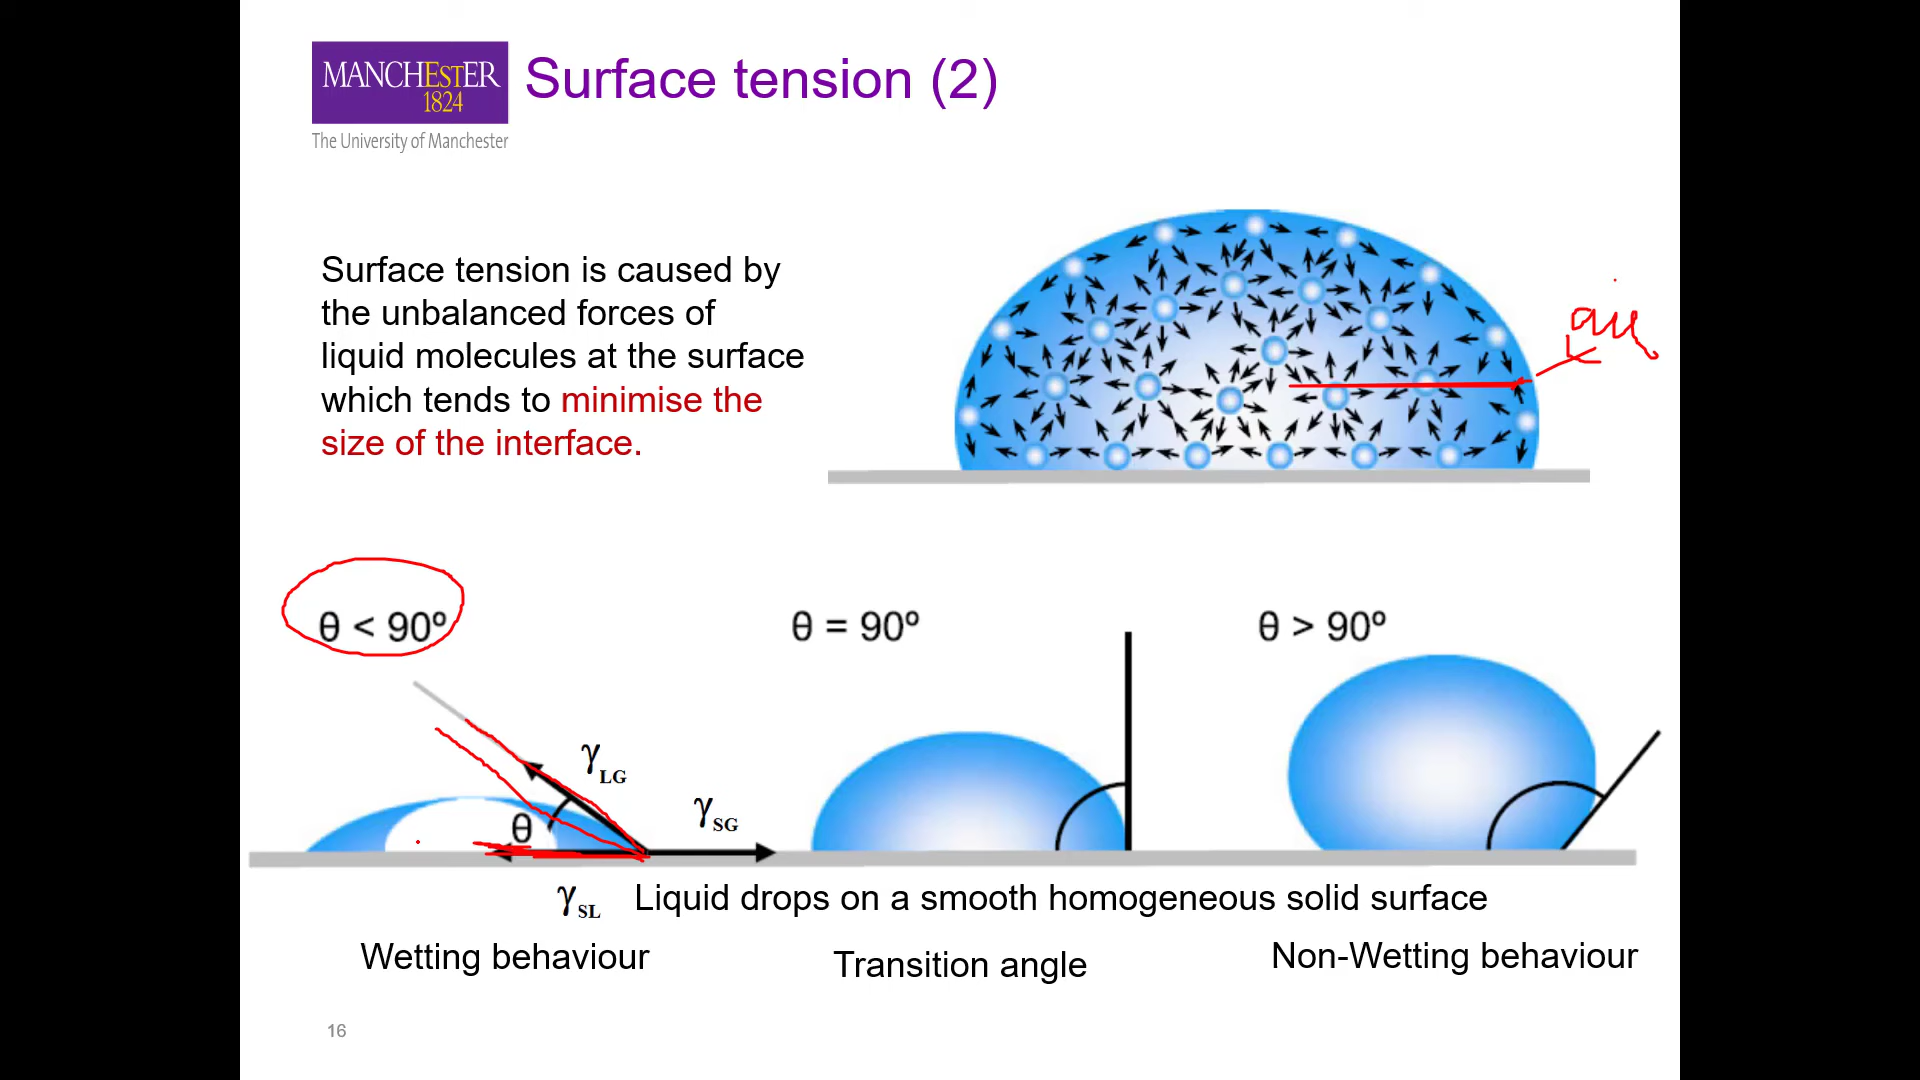 MANCHESTER
1824
The University of Manchester
Surface tension (2)
Surface tension is caused by
the unbalanced forces of
liquid molecules at the surface
which tends to minimise the
size of the interface.
air
θ < 90º
θ = 90º
θ > 90º
γLG
γSG
θ
γSL
Liquid drops on a smooth homogeneous solid surface
Wetting behaviour
Transition angle
Non-Wetting behaviour
16